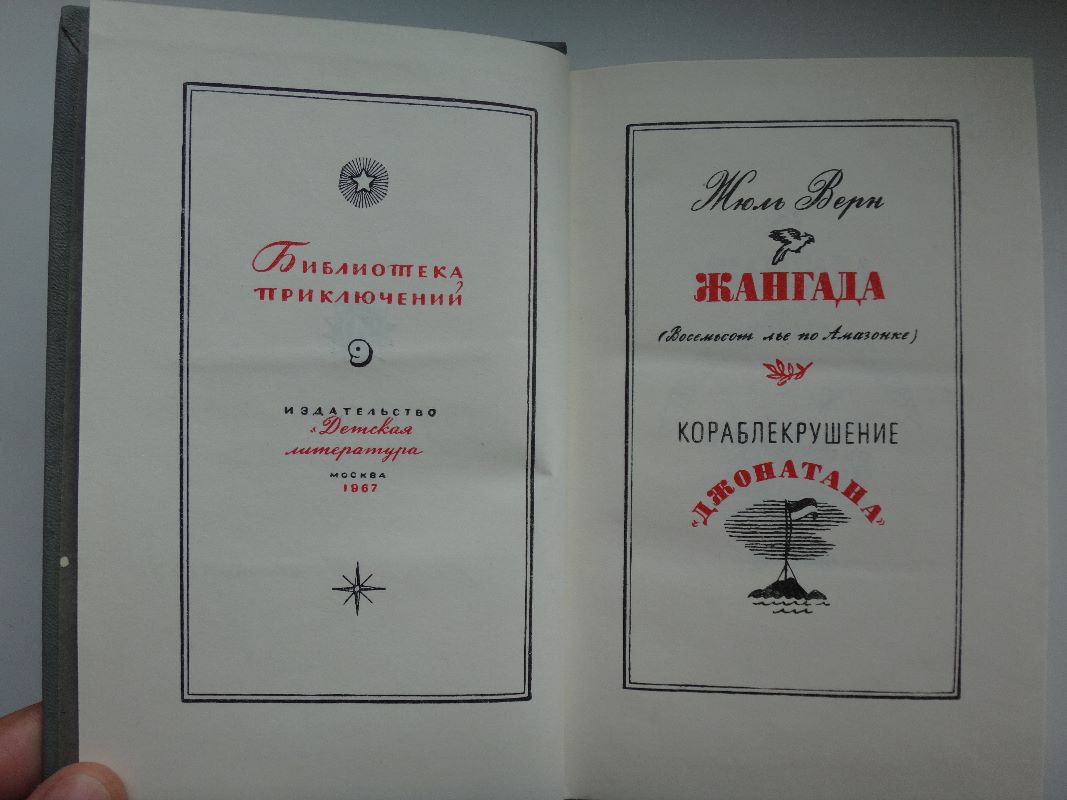 Библиотека
приключений
9
ИЗДАТЕЛЬСТВО
«Детская
литература
МОСКВА
1967
Жюль Верн
ЖАНГАДА
(Восемьсот лье по Амазонке)
КОРАБЛЕКРУШЕНИЕ
«ДЖОНАТАНА»